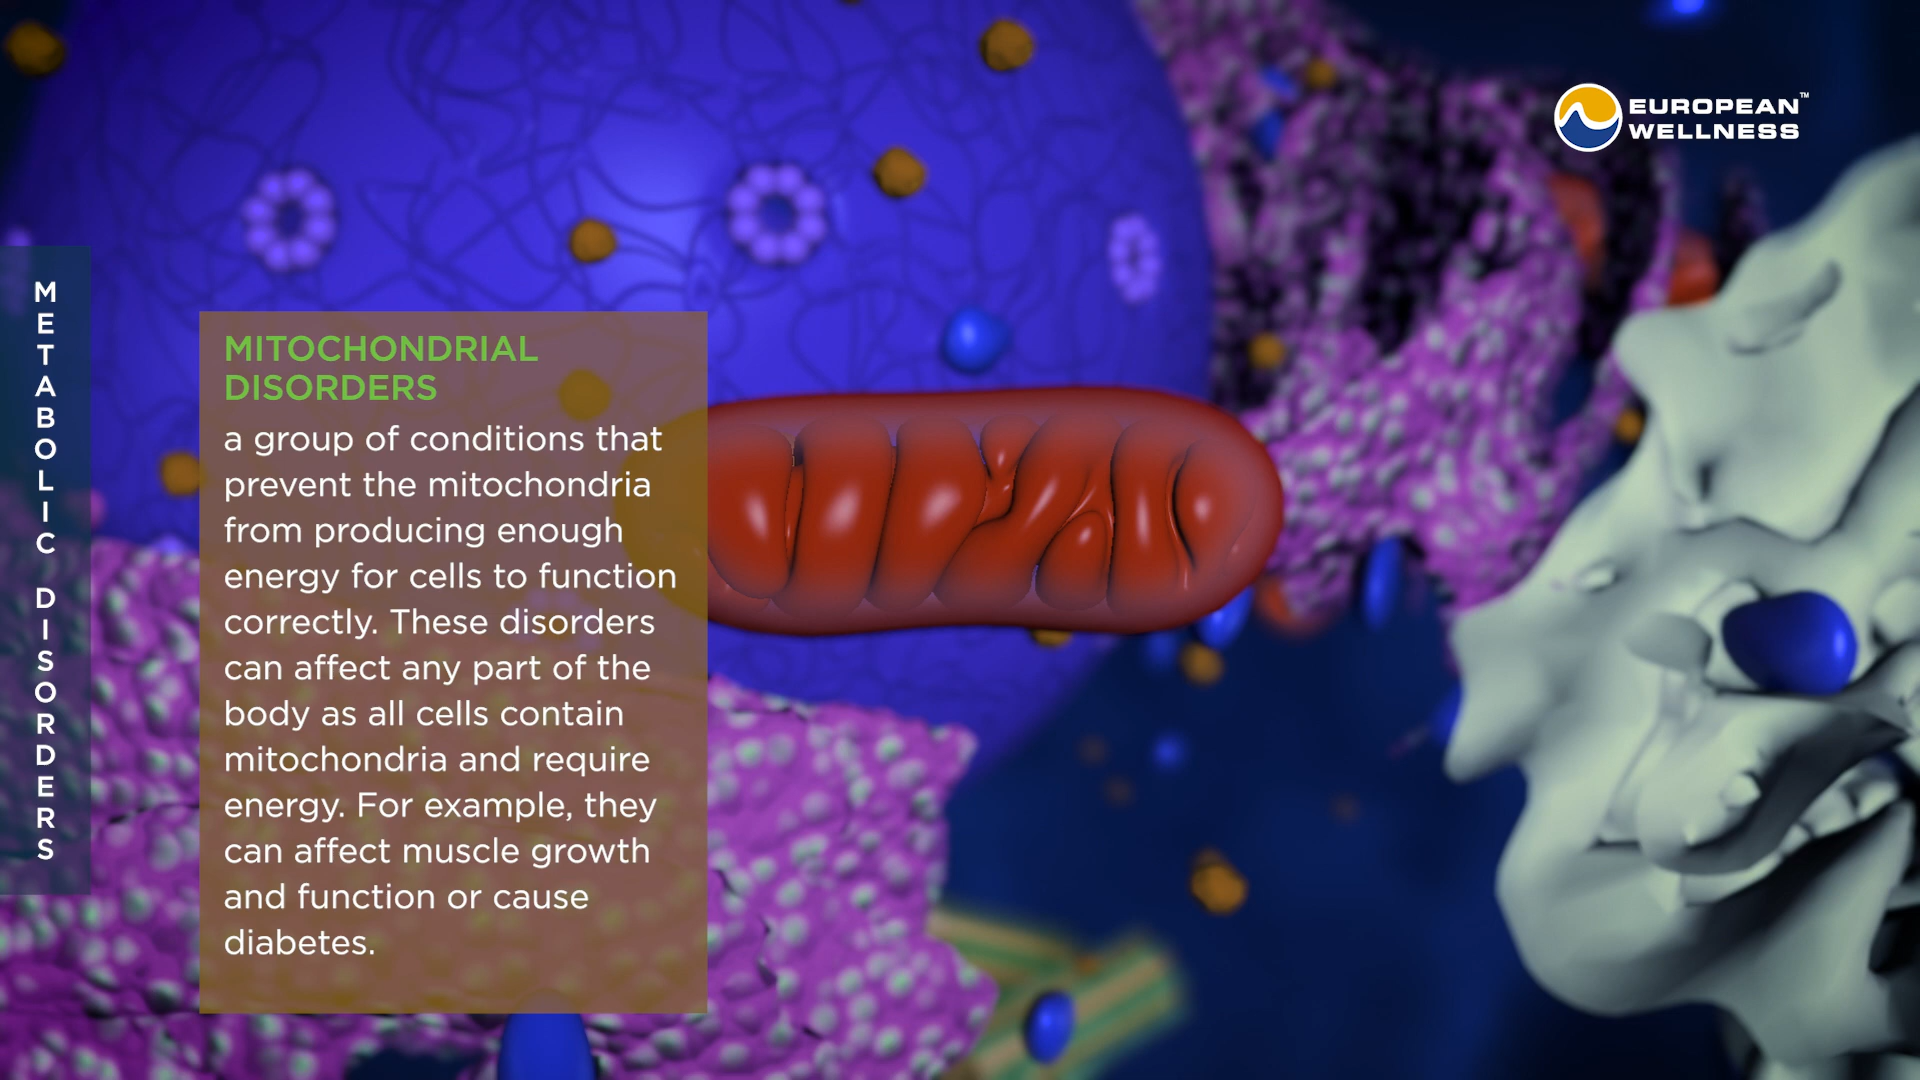 EUROPEAN™
WELLNESS
METABOLIC DISORDERS
MITOCHONDRIAL
DISORDERS
a group of conditions that
prevent the mitochondria
from producing enough
energy for cells to function
correctly. These disorders
can affect any part of the
body as all cells contain
mitochondria and require
energy. For example, they
can affect muscle growth
and function or cause
diabetes.